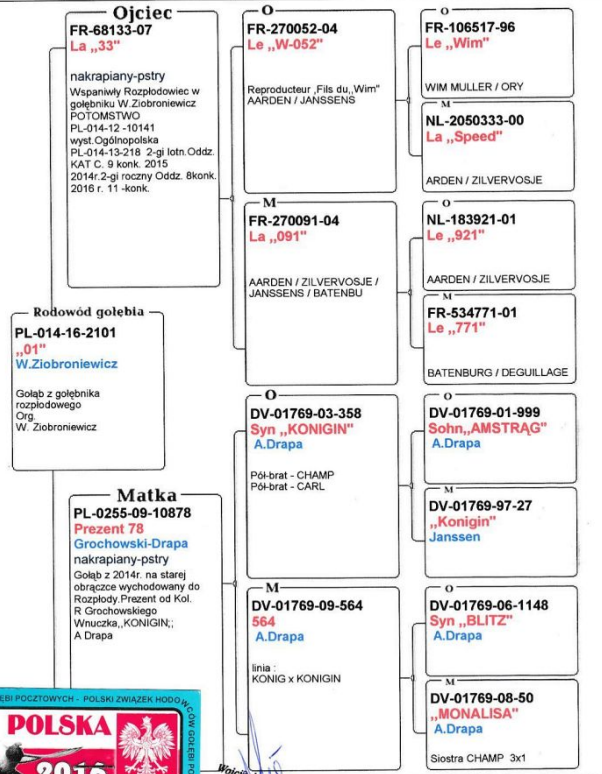 Rodowód gołębia
PL-014-16-2101
,,01"
W.Ziobroniewicz
Gołąb z gołębnika
rozpłodowego
Org.
W. Ziobroniewicz
Ojciec
FR-68133-07
La ,,33"
nakrapiany-pstry
Wspaniwły Rozpłodowiec w
gołębniku W.Ziobroniewicz
POTOMSTWO
PL-014-12 -10141
wyst.Ogólnopolska
PL-014-13-218 2-gi lotn.Oddz.
KAT C. 9 konk. 2015
2014r.2-gi roczny Oddz. 8konk.
2016 r. 11 -konk.
Matka
PL-0255-09-10878
Prezent 78
Grochowski-Drapa
nakrapiany-pstry
Gołąb z 2014r. na starej
obrączce wychodowany do
Rozpłody.Prezent od Kol.
R Grochowskiego
Wnuczka,,KONIGIN;;
A Drapa
O
FR-270052-04
Le ,,W-052"
Reproducteur ,Fils du,,Wim"
AARDEN / JANSSENS
M
FR-270091-04
La ,,091"
AARDEN / ZILVERVOSJE /
JANSSENS / BATENBU
O
DV-01769-03-358
Syn ,,KONIGIN"
A.Drapa
Pół-brat - CHAMP
Pół-brat - CARL
M
DV-01769-09-564
564
A.Drapa
linia :
KONIG x KONIGIN
O
FR-106517-96
Le ,,Wim"
WIM MULLER / ORY
M
NL-2050333-00
La ,,Speed"
ARDEN / ZILVERVOSJE
O
NL-183921-01
Le ,,921"
AARDEN / ZILVERVOSJE
M
FR-534771-01
Le ,,771"
BATENBURG / DEGUILLAGE
O
DV-01769-01-999
Sohn,,AMSTRĄG"
A.Drapa
M
DV-01769-97-27
,,Konigin"
Janssen
O
DV-01769-06-1148
Syn ,,BLITZ"
A.Drapa
M
DV-01769-08-50
,,MONALISA"
A.Drapa
Siostra CHAMP 3x1
POCZTOWYCH - POLSKI ZWIĄZEK HODOWCÓW GOŁĘBI
POLSKA
2016